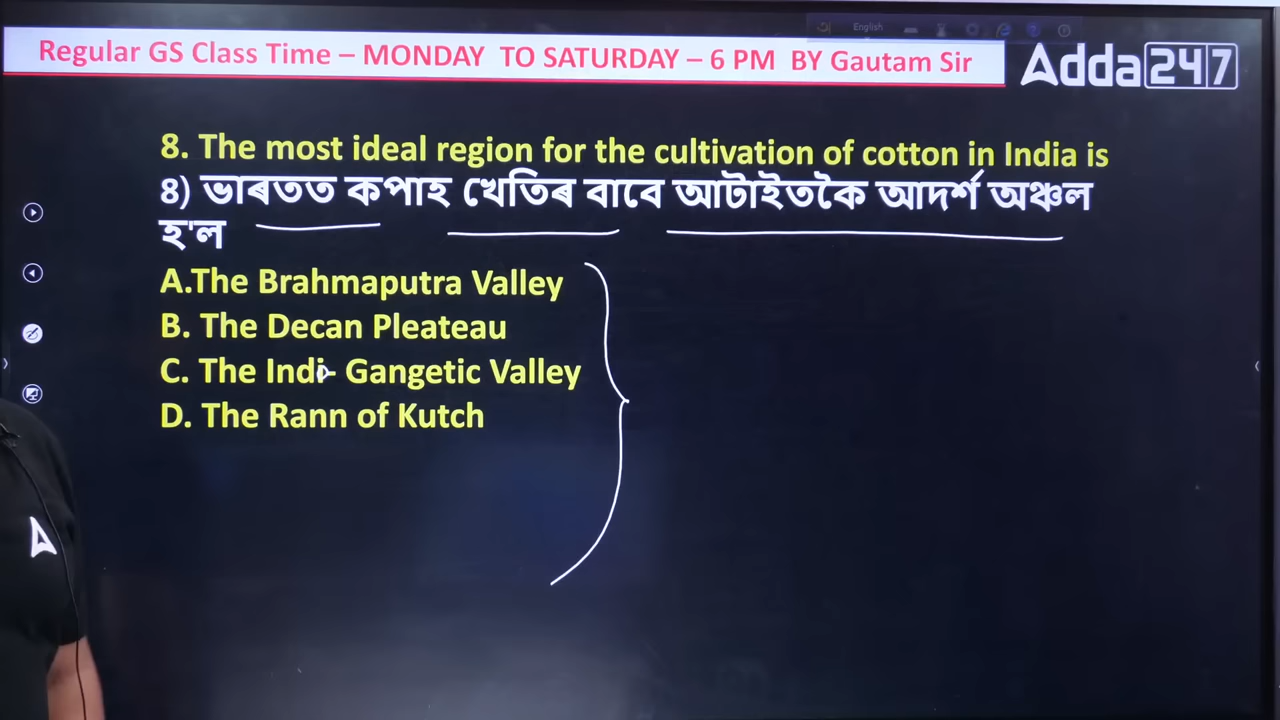 English
Regular GS Class Time – MONDAY TO SATURDAY – 6 PM BY Gautam Sir
Adda 247
8. The most ideal region for the cultivation of cotton in India is
8) ভাৰতত কপাহ খেতিৰ বাবে আটাইতকৈ আদৰ্শ অঞ্চল
হ'ল
A.The Brahmaputra Valley
B. The Decan Pleateau
C. The Indo- Gangetic Valley
D. The Rann of Kutch